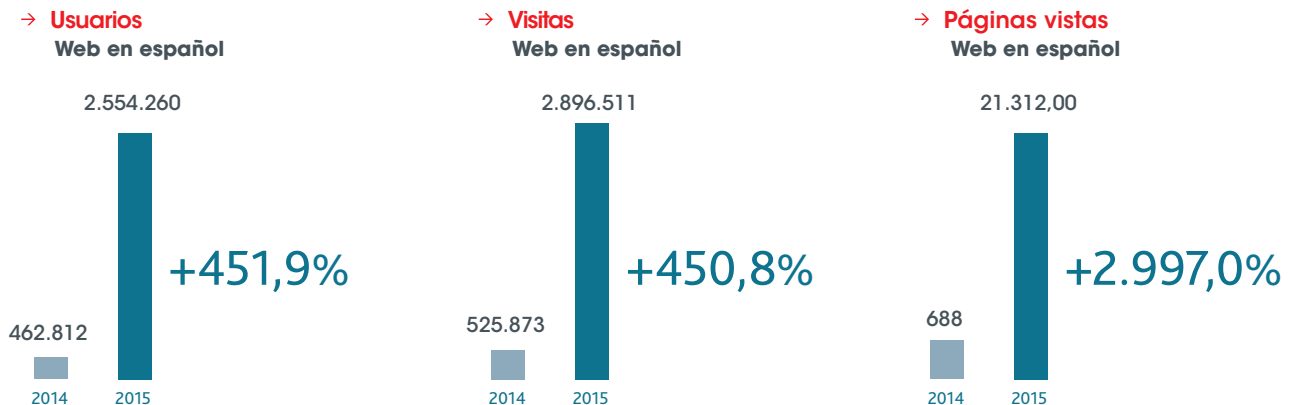 → Usuarios
Web en español
2.554.260
+451,9%
462.812
2014 2015
→ Visitas
Web en español
2.896.511
+450,8%
525.873
2014 2015
→ Páginas vistas
Web en español
21.312,00
+2.997,0%
688
2014 2015